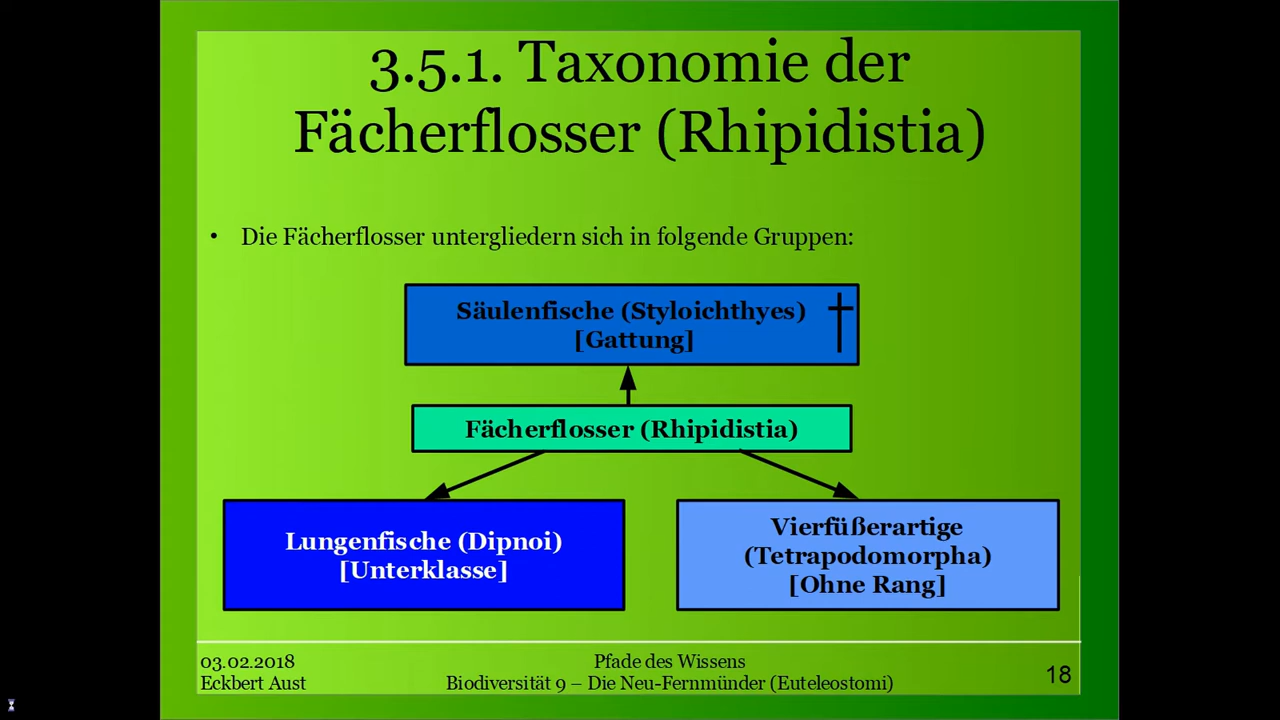 3.5.1. Taxonomie der
Fächerflosser (Rhipidistia)
• Die Fächerflosser untergliedern sich in folgende Gruppen:
Säulenfische (Styloichthyes)
[Gattung]
Fächerflosser (Rhipidistia)
Lungenfische (Dipnoi)
[Unterklasse]
Vierfüßerartige
(Tetrapodomorpha)
[Ohne Rang]
03.02.2018
Eckbert Aust
Pfade des Wissens
Biodiversität 9 – Die Neu-Fernmünder (Euteleostomi)
18